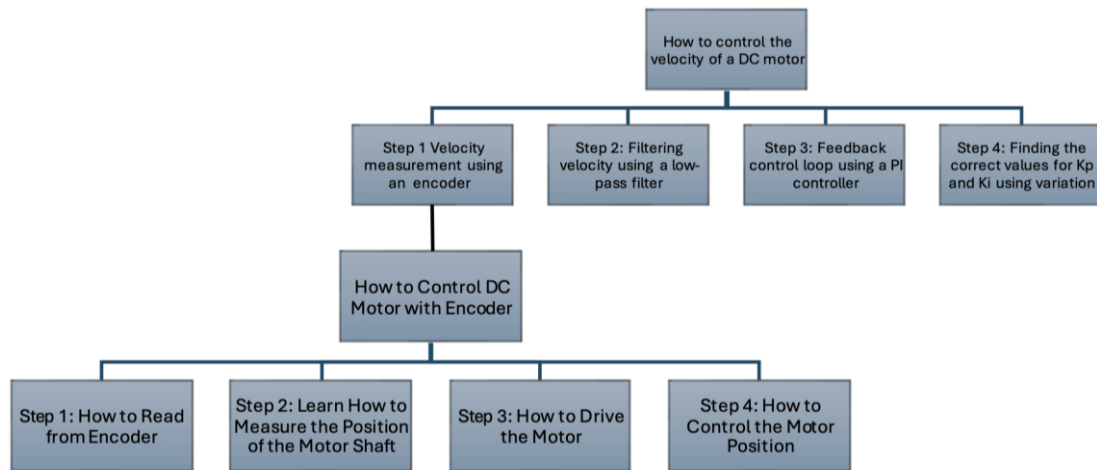 How to control the
velocity of a DC motor
Step 1 Velocity
measurement using
an encoder
Step 2: Filtering
velocity using a low-
pass filter
Step 3: Feedback
control loop using a PI
controller
Step 4: Finding the
correct values for Kp
and Ki using variation
How to Control DC
Motor with Encoder
Step 1: How to Read
from Encoder
Step 2: Learn How to
Measure the Position
of the Motor Shaft
Step 3: How to Drive
the Motor
Step 4: How to
Control the Motor
Position